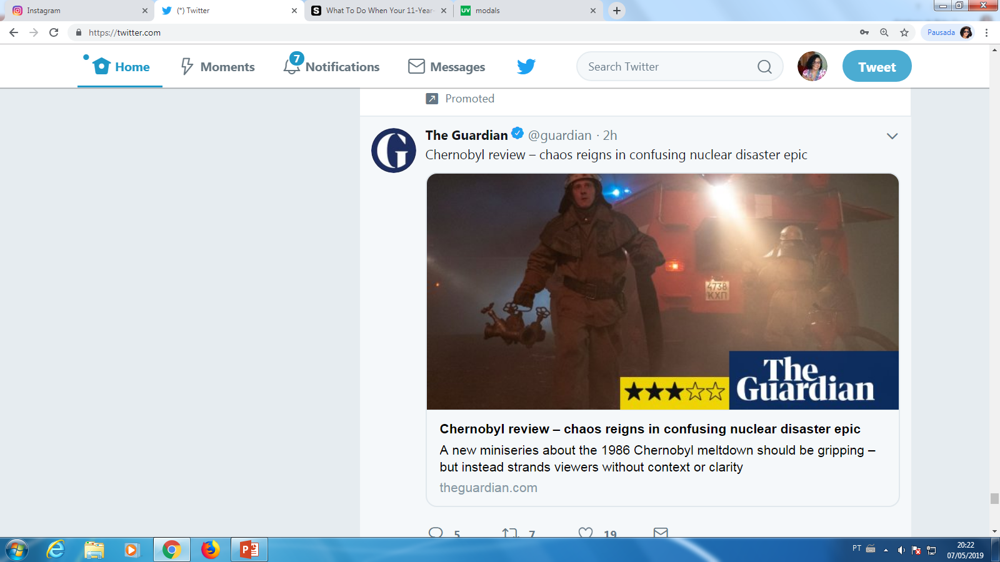 Instagram
(*) Twitter
What To Do When Your 11-Year-
UV modals
https://twitter.com
Pausada
Home
Moments
7
Notifications
Messages
Search Twitter
Tweet
Promoted
The Guardian @guardian · 2h
Chernobyl review – chaos reigns in confusing nuclear disaster epic
4738
КХП
The
Guardian
Chernobyl review – chaos reigns in confusing nuclear disaster epic
A new miniseries about the 1986 Chernobyl meltdown should be gripping –
but instead strands viewers without context or clarity
theguardian.com
5 7 19
PT
20:22
07/05/2019